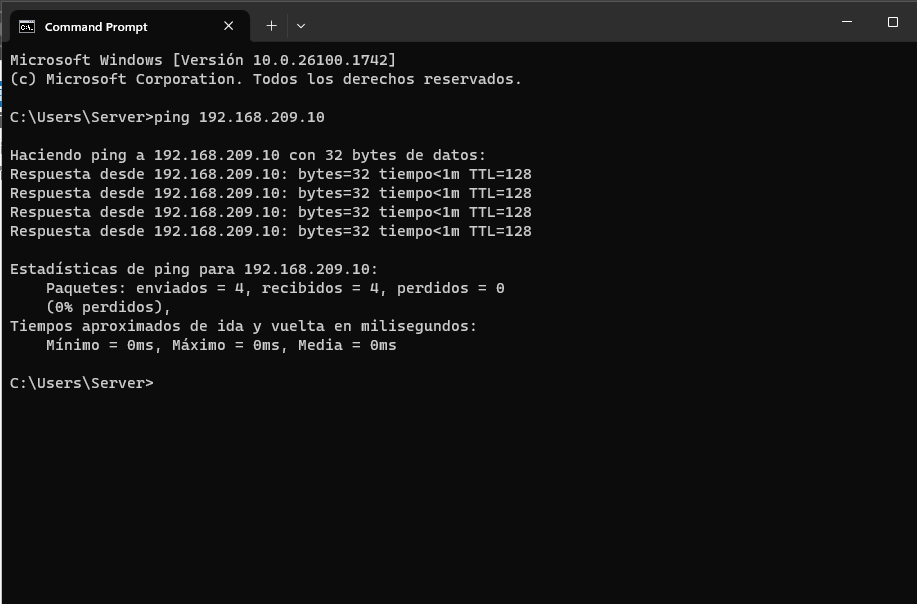 Command Prompt
Microsoft Windows [Versión 10.0.26100.1742]
(c) Microsoft Corporation. Todos los derechos reservados.
C:\Users\Server>ping 192.168.209.10
Haciendo ping a 192.168.209.10 con 32 bytes de datos:
Respuesta desde 192.168.209.10: bytes=32 tiempo<1m TTL=128
Respuesta desde 192.168.209.10: bytes=32 tiempo<1m TTL=128
Respuesta desde 192.168.209.10: bytes=32 tiempo<1m TTL=128
Respuesta desde 192.168.209.10: bytes=32 tiempo<1m TTL=128
Estadísticas de ping para 192.168.209.10:
    Paquetes: enviados = 4, recibidos = 4, perdidos = 0
    (0% perdidos),
Tiempos aproximados de ida y vuelta en milisegundos:
    Mínimo = 0ms, Máximo = 0ms, Media = 0ms
C:\Users\Server>